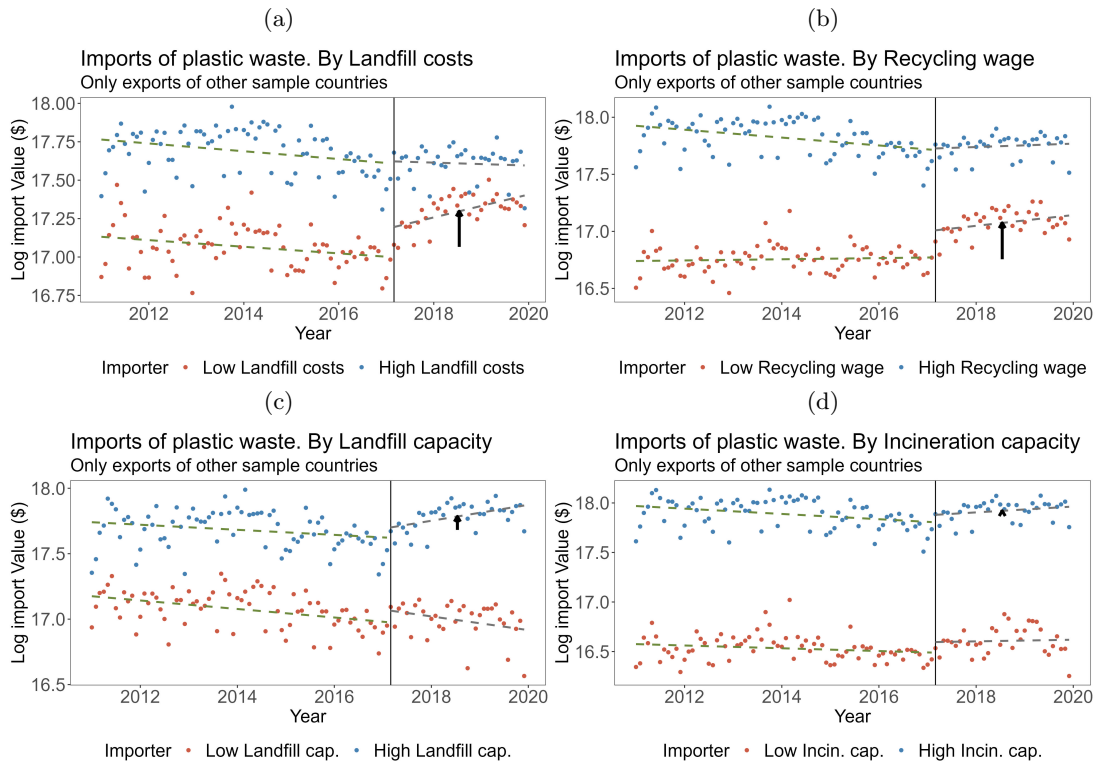 (a)
Imports of plastic waste. By Landfill costs
Only exports of other sample countries
Log import Value ($)
18.00
17.75
17.50
17.25
17.00
16.75
2012 2014 2016 2018 2020
Year
Importer Low Landfill costs High Landfill costs
(b)
Imports of plastic waste. By Recycling wage
Only exports of other sample countries
Log import Value ($)
18.0
17.5
17.0
16.5
2012 2014 2016 2018 2020
Year
Importer Low Recycling wage High Recycling wage
(c)
Imports of plastic waste. By Landfill capacity
Only exports of other sample countries
Log import Value ($)
18.0
17.5
17.0
16.5
2012 2014 2016 2018 2020
Year
Importer Low Landfill cap. High Landfill cap.
(d)
Imports of plastic waste. By Incineration capacity
Only exports of other sample countries
Log import Value ($)
18.0
17.5
17.0
16.5
2012 2014 2016 2018 2020
Year
Importer Low Incin. cap. High Incin. cap.